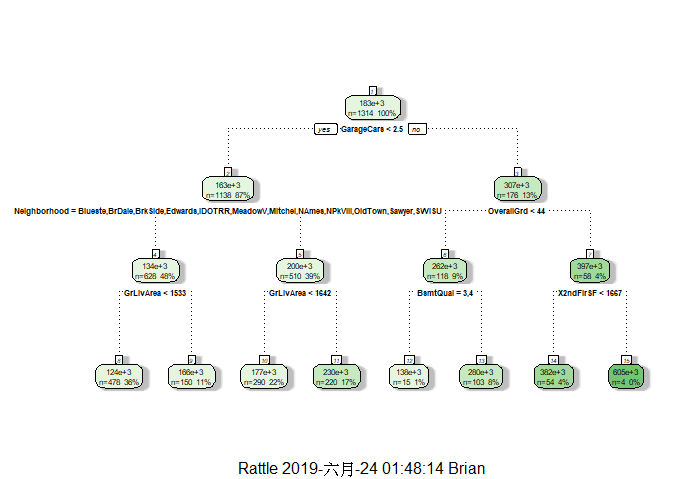 1
183e+3
n=1314 100%
yes GarageCars < 2.5 no
2
163e+3
n=1138 87%
3
307e+3
n=176 13%
Neighborhood = Blueste,BrDale,BrkSide,Edwards,IDOTRR,MeadowV,Mitchel,NAmes,NPkVill,OldTown,Sawyer,SWISU
OverallGrd < 44
4
134e+3
n=628 48%
5
200e+3
n=510 39%
6
262e+3
n=118 9%
7
397e+3
n=58 4%
GrLivArea < 1533
GrLivArea < 1642
BsmtQual = 3,4
X2ndFlrSF < 1667
8
124e+3
n=478 36%
9
166e+3
n=150 11%
10
177e+3
n=290 22%
11
230e+3
n=220 17%
12
138e+3
n=15 1%
13
280e+3
n=103 8%
14
382e+3
n=54 4%
15
605e+3
n=4 0%
Rattle 2019-六月-24 01:48:14 Brian